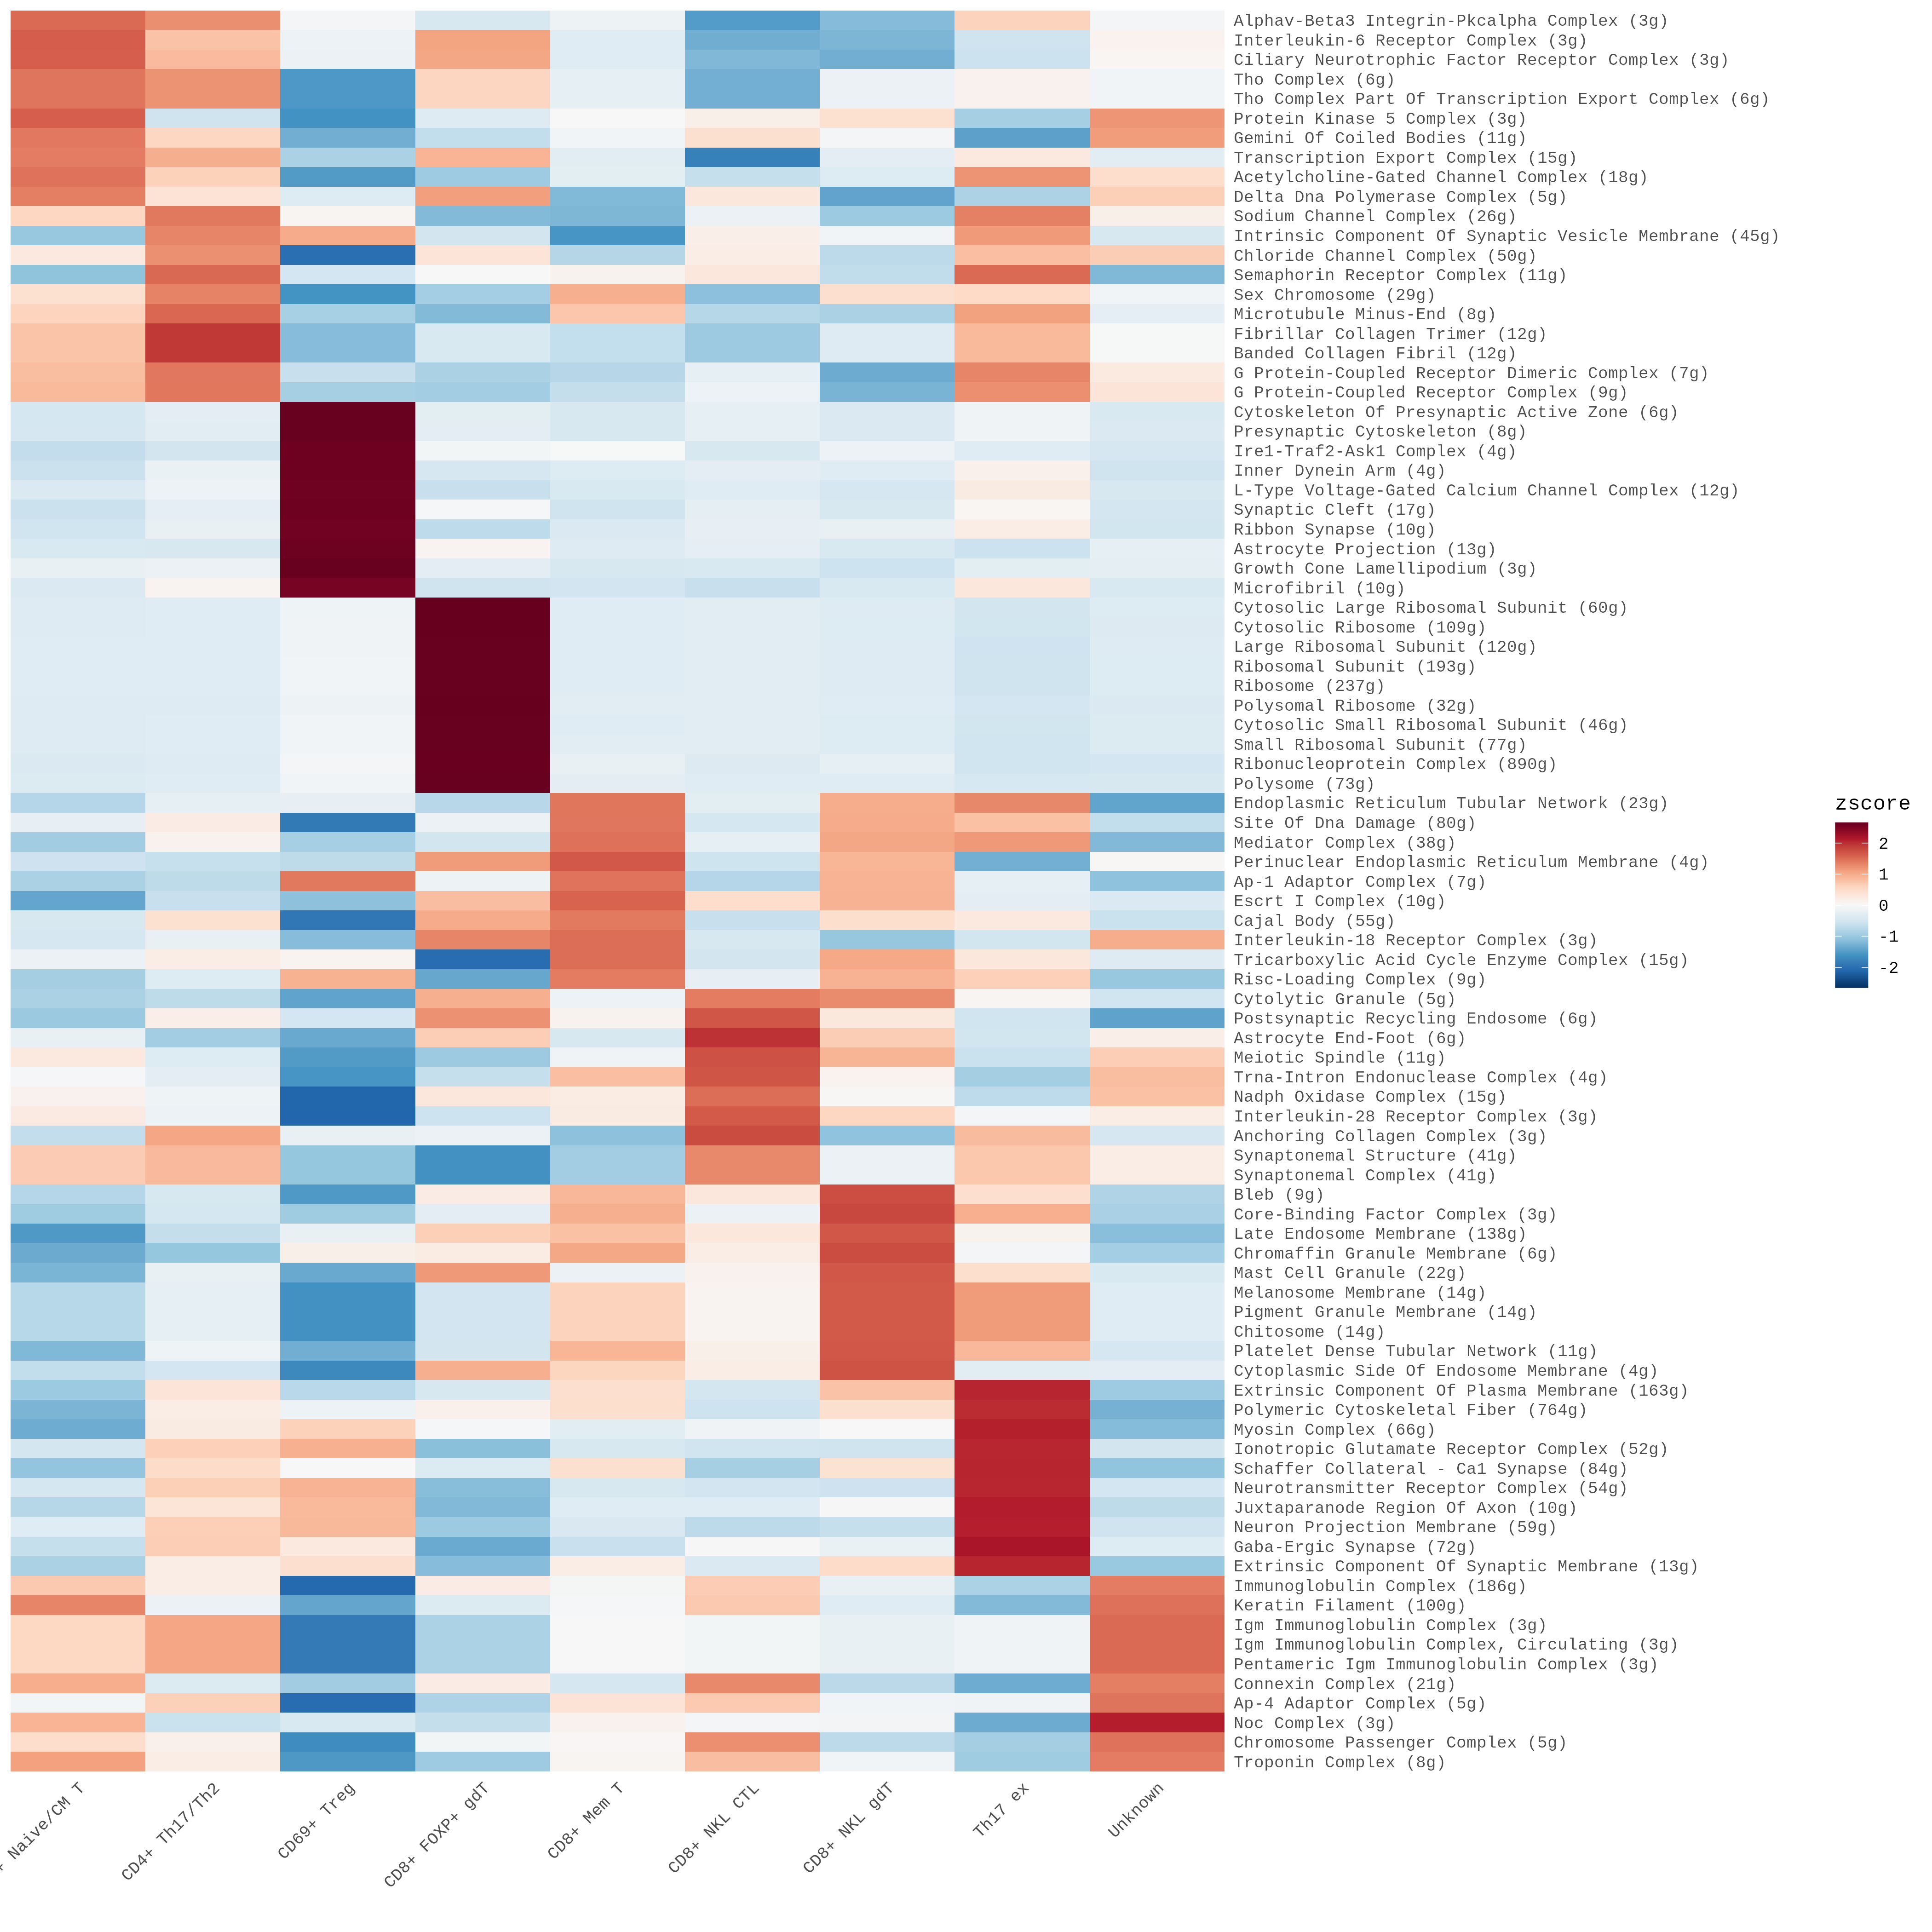 Alphav-Beta3 Integrin-Pkcalpha Complex (3g)
Interleukin-6 Receptor Complex (3g)
Ciliary Neurotrophic Factor Receptor Complex (3g)
Tho Complex (6g)
Tho Complex Part Of Transcription Export Complex (6g)
Protein Kinase 5 Complex (3g)
Gemini Of Coiled Bodies (11g)
Transcription Export Complex (15g)
Acetylcholine-Gated Channel Complex (18g)
Delta Dna Polymerase Complex (5g)
Sodium Channel Complex (26g)
Intrinsic Component Of Synaptic Vesicle Membrane (45g)
Chloride Channel Complex (50g)
Semaphorin Receptor Complex (11g)
Sex Chromosome (29g)
Microtubule Minus-End (8g)
Fibrillar Collagen Trimer (12g)
Banded Collagen Fibril (12g)
G Protein-Coupled Receptor Dimeric Complex (7g)
G Protein-Coupled Receptor Complex (9g)
Cytoskeleton Of Presynaptic Active Zone (6g)
Presynaptic Cytoskeleton (8g)
Ire1-Traf2-Ask1 Complex (4g)
Inner Dynein Arm (4g)
L-Type Voltage-Gated Calcium Channel Complex (12g)
Synaptic Cleft (17g)
Ribbon Synapse (10g)
Astrocyte Projection (13g)
Growth Cone Lamellipodium (3g)
Microfibril (10g)
Cytosolic Large Ribosomal Subunit (60g)
Cytosolic Ribosome (109g)
Large Ribosomal Subunit (120g)
Ribosomal Subunit (193g)
Ribosome (237g)
Polysomal Ribosome (32g)
Cytosolic Small Ribosomal Subunit (46g)
Small Ribosomal Subunit (77g)
Ribonucleoprotein Complex (890g)
Polysome (73g)
Endoplasmic Reticulum Tubular Network (23g)
Site Of Dna Damage (80g)
Mediator Complex (38g)
Perinuclear Endoplasmic Reticulum Membrane (4g)
Ap-1 Adaptor Complex (7g)
Escrt I Complex (10g)
Cajal Body (55g)
Interleukin-18 Receptor Complex (3g)
Tricarboxylic Acid Cycle Enzyme Complex (15g)
Risc-Loading Complex (9g)
Cytolytic Granule (5g)
Postsynaptic Recycling Endosome (6g)
Astrocyte End-Foot (6g)
Meiotic Spindle (11g)
Trna-Intron Endonuclease Complex (4g)
Nadph Oxidase Complex (15g)
Interleukin-28 Receptor Complex (3g)
Anchoring Collagen Complex (3g)
Synaptonemal Structure (41g)
Synaptonemal Complex (41g)
Bleb (9g)
Core-Binding Factor Complex (3g)
Late Endosome Membrane (138g)
Chromaffin Granule Membrane (6g)
Mast Cell Granule (22g)
Melanosome Membrane (14g)
Pigment Granule Membrane (14g)
Chitosome (14g)
Platelet Dense Tubular Network (11g)
Cytoplasmic Side Of Endosome Membrane (4g)
Extrinsic Component Of Plasma Membrane (163g)
Polymeric Cytoskeletal Fiber (764g)
Myosin Complex (66g)
Ionotropic Glutamate Receptor Complex (52g)
Schaffer Collateral - Ca1 Synapse (84g)
Neurotransmitter Receptor Complex (54g)
Juxtaparanode Region Of Axon (10g)
Neuron Projection Membrane (59g)
Gaba-Ergic Synapse (72g)
Extrinsic Component Of Synaptic Membrane (13g)
Immunoglobulin Complex (186g)
Keratin Filament (100g)
Igm Immunoglobulin Complex (3g)
Igm Immunoglobulin Complex, Circulating (3g)
Pentameric Igm Immunoglobulin Complex (3g)
Connexin Complex (21g)
Ap-4 Adaptor Complex (5g)
Noc Complex (3g)
Chromosome Passenger Complex (5g)
Troponin Complex (8g)
zscore
2
1
0
-1
-2
+ Naive/CM T
CD4+ Th17/Th2
CD69+ Treg
CD8+ FOXP+ gdT
CD8+ Mem T
CD8+ NKL CTL
CD8+ NKL gdT
Th17 ex
Unknown